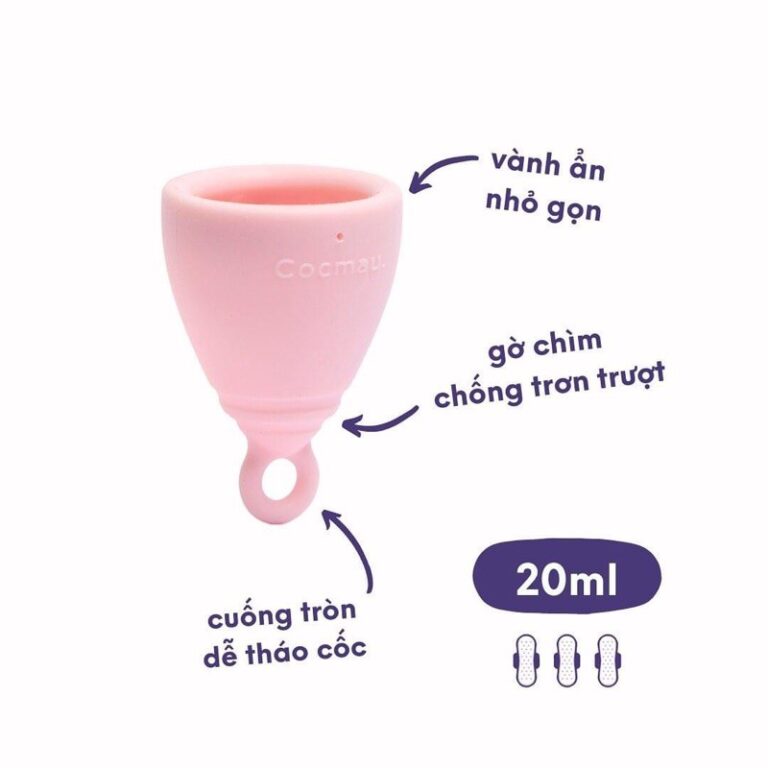 vành ẩn
nhỏ gọn
Cocmau.
gờ chìm
chống trơn trượt
cuống tròn
dễ tháo cốc
20ml